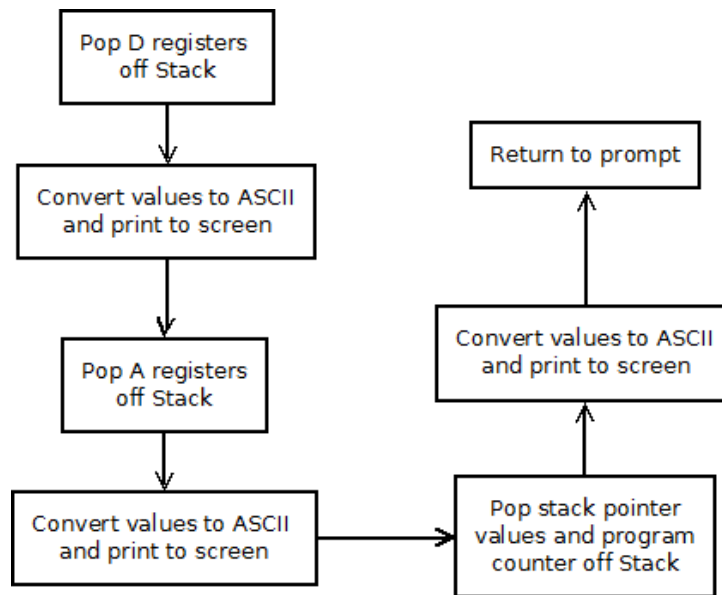 Pop D registers
off Stack
Convert values to ASCII
and print to screen
Pop A registers
off Stack
Convert values to ASCII
and print to screen
Pop stack pointer
values and program
counter off Stack
Convert values to ASCII
and print to screen
Return to prompt